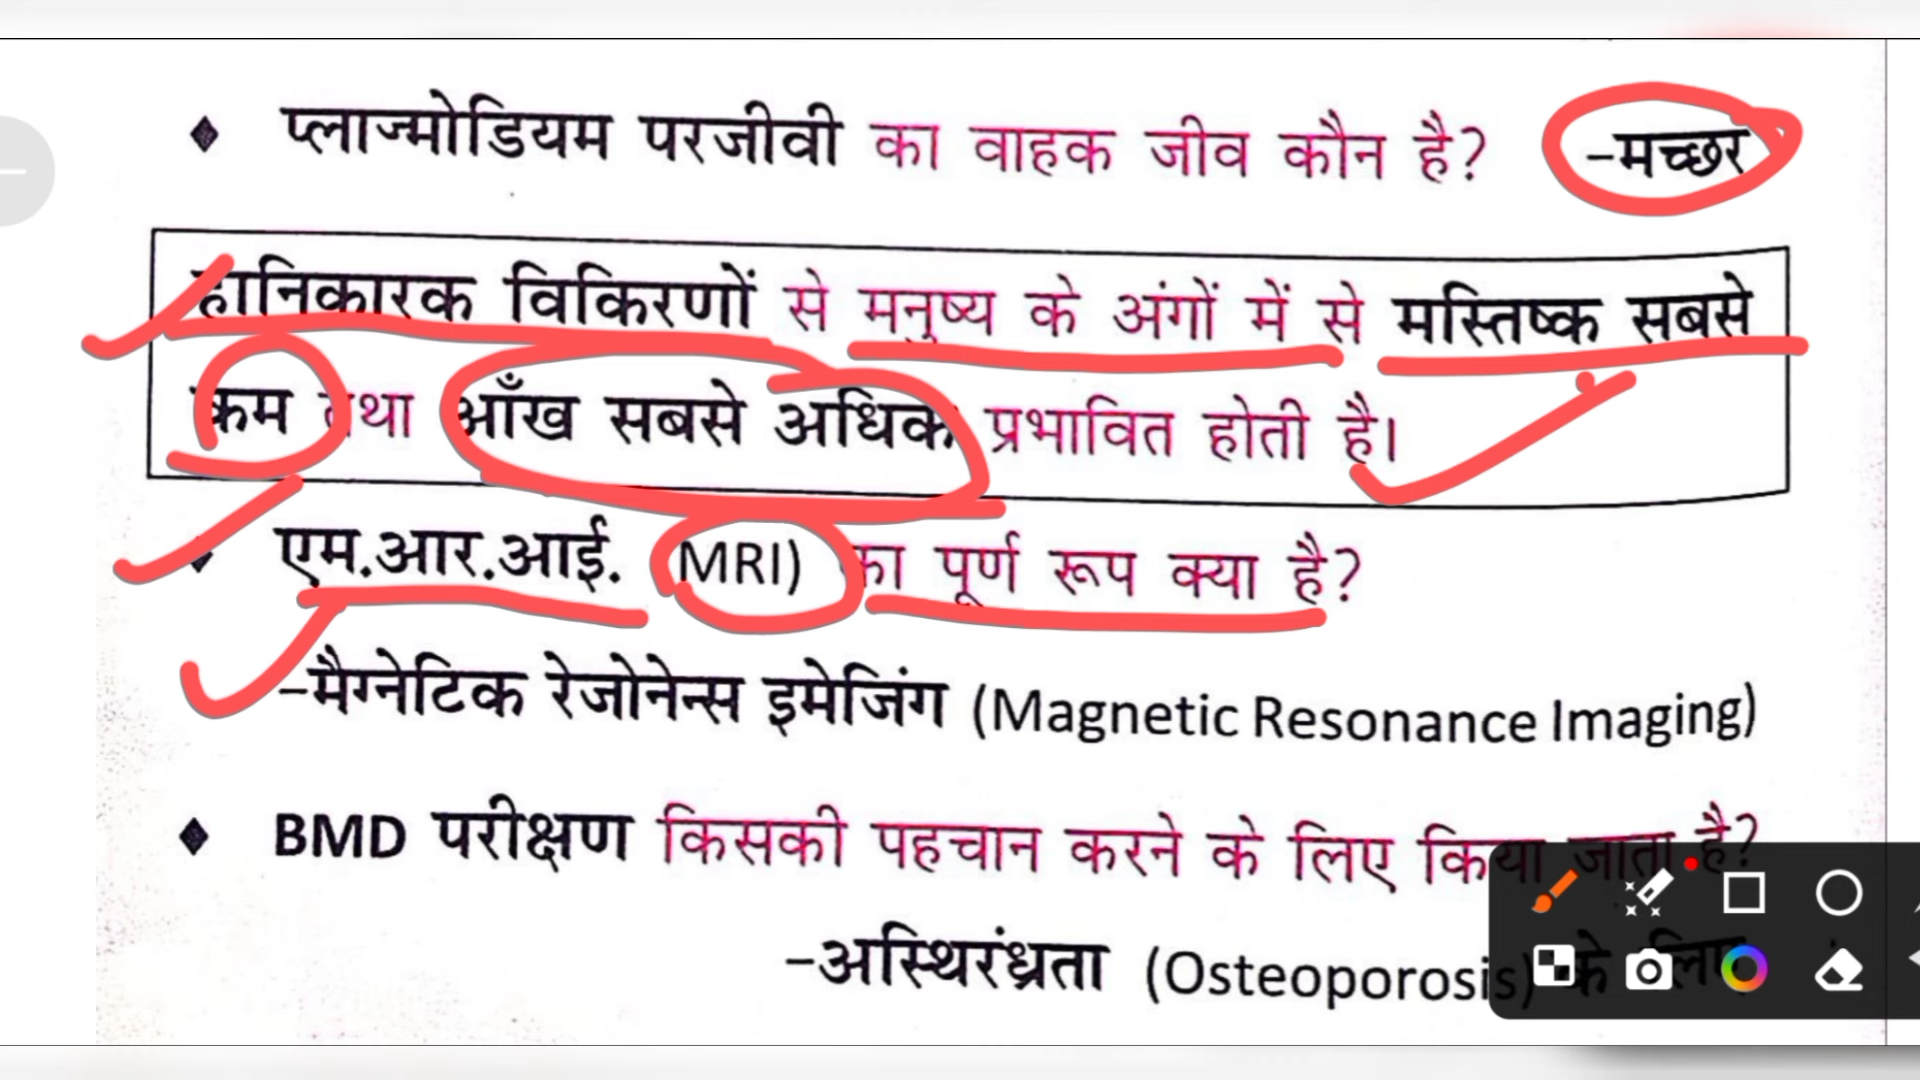 ♦ प्लाज्मोडियम परजीवी का वाहक जीव कौन है? –मच्छर
हानिकारक विकिरणों से मनुष्य के अंगों में से मस्तिष्क सबसे
कम तथा आँख सबसे अधिक प्रभावित होती है।
♦ एम.आर.आई. (MRI) का पूर्ण रूप क्या है?
–मैग्नेटिक रेजोनेन्स इमेजिंग (Magnetic Resonance Imaging)
♦ BMD परीक्षण किसकी पहचान करने के लिए किया जाता है?
–अस्थिरंध्रता (Osteoporosis) के लिए